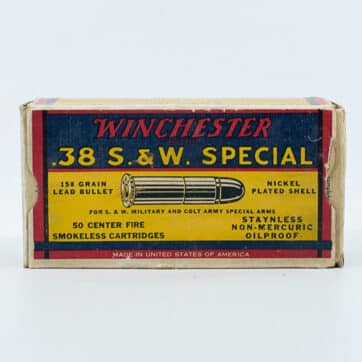 WINCHESTER
.38 S. & W. SPECIAL
158 GRAIN
LEAD BULLET
NICKEL
PLATED SHELL
FOR S. & W. MILITARY AND COLT ARMY SPECIAL ARMS
50 CENTER FIRE
SMOKELESS CARTRIDGES
STAYNLESS
NON-MERCURIC
OILPROOF
MADE IN UNITED STATES OF AMERICA